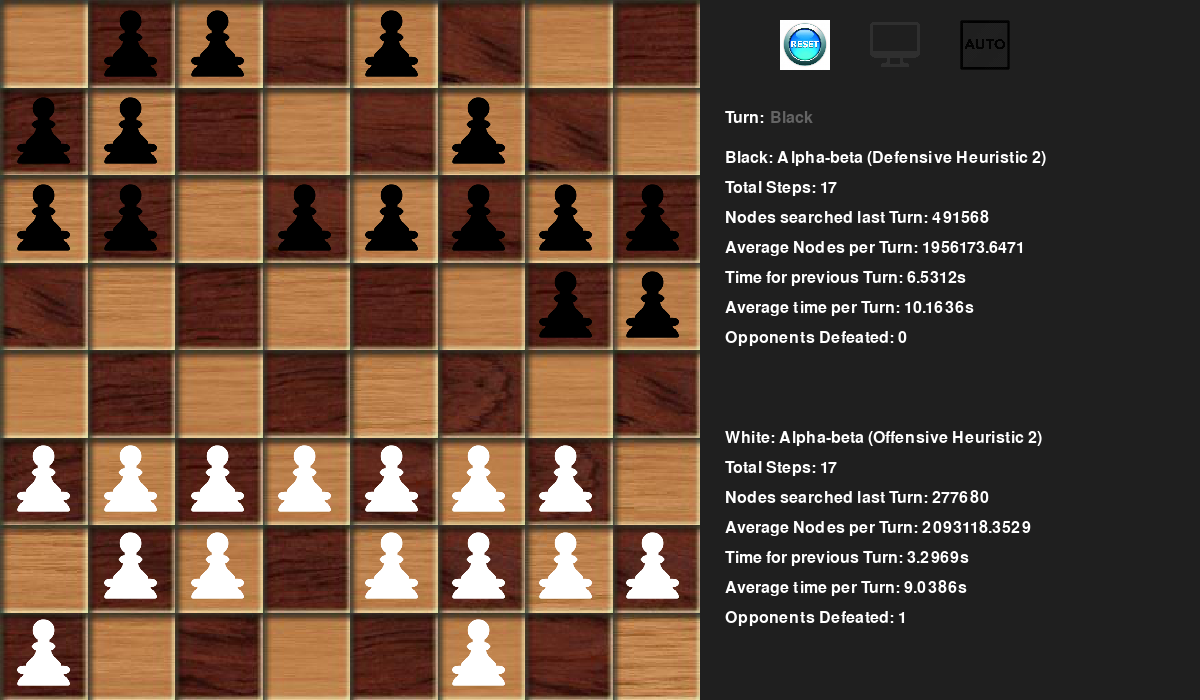 RESET
AUTO
Turn: Black
Black: Alpha-beta (Defensive Heuristic 2)
Total Steps: 17
Nodes searched last Turn: 491568
Average Nodes per Turn: 1956173.6471
Time for previous Turn: 6.5312s
Average time per Turn: 10.1636s
Opponents Defeated: 0
White: Alpha-beta (Offensive Heuristic 2)
Total Steps: 17
Nodes searched last Turn: 277680
Average Nodes per Turn: 2093118.3529
Time for previous Turn: 3.2969s
Average time per Turn: 9.0386s
Opponents Defeated: 1